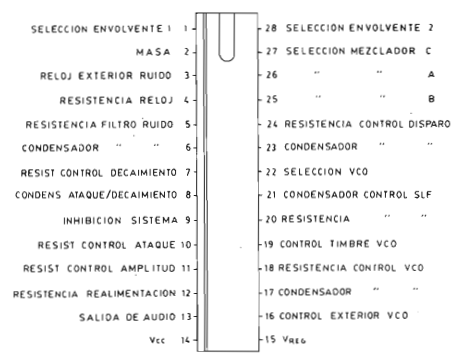 SELECCION ENVOLVENTE 1 1
MASA 2
RELOJ EXTERIOR RUIDO 3
RESISTENCIA RELOJ 4
RESISTENCIA FILTRO RUIDO 5
CONDENSADOR " " 6
RESIST CONTROL DECAIMIENTO 7
CONDENS ATAQUE/DECAIMIENTO 8
INHIBICION SISTEMA 9
RESIST CONTROL ATAQUE 10
RESIST CONTROL AMPLITUD 11
RESISTENCIA REALIMENTACION 12
SALIDA DE AUDIO 13
Vcc 14
28 SELECCION ENVOLVENTE 2
27 SELECCION MEZCLADOR C
26 " " A
25 " " B
24 RESISTENCIA CONTROL DISPARO
23 CONDENSADOR " "
22 SELECCION VCO
21 CONDENSADOR CONTROL SLF
20 RESISTENCIA " "
19 CONTROL TIMBRE VCO
18 RESISTENCIA CONTROL VCO
17 CONDENSADOR " "
16 CONTROL EXTERIOR VCO
15 VREG